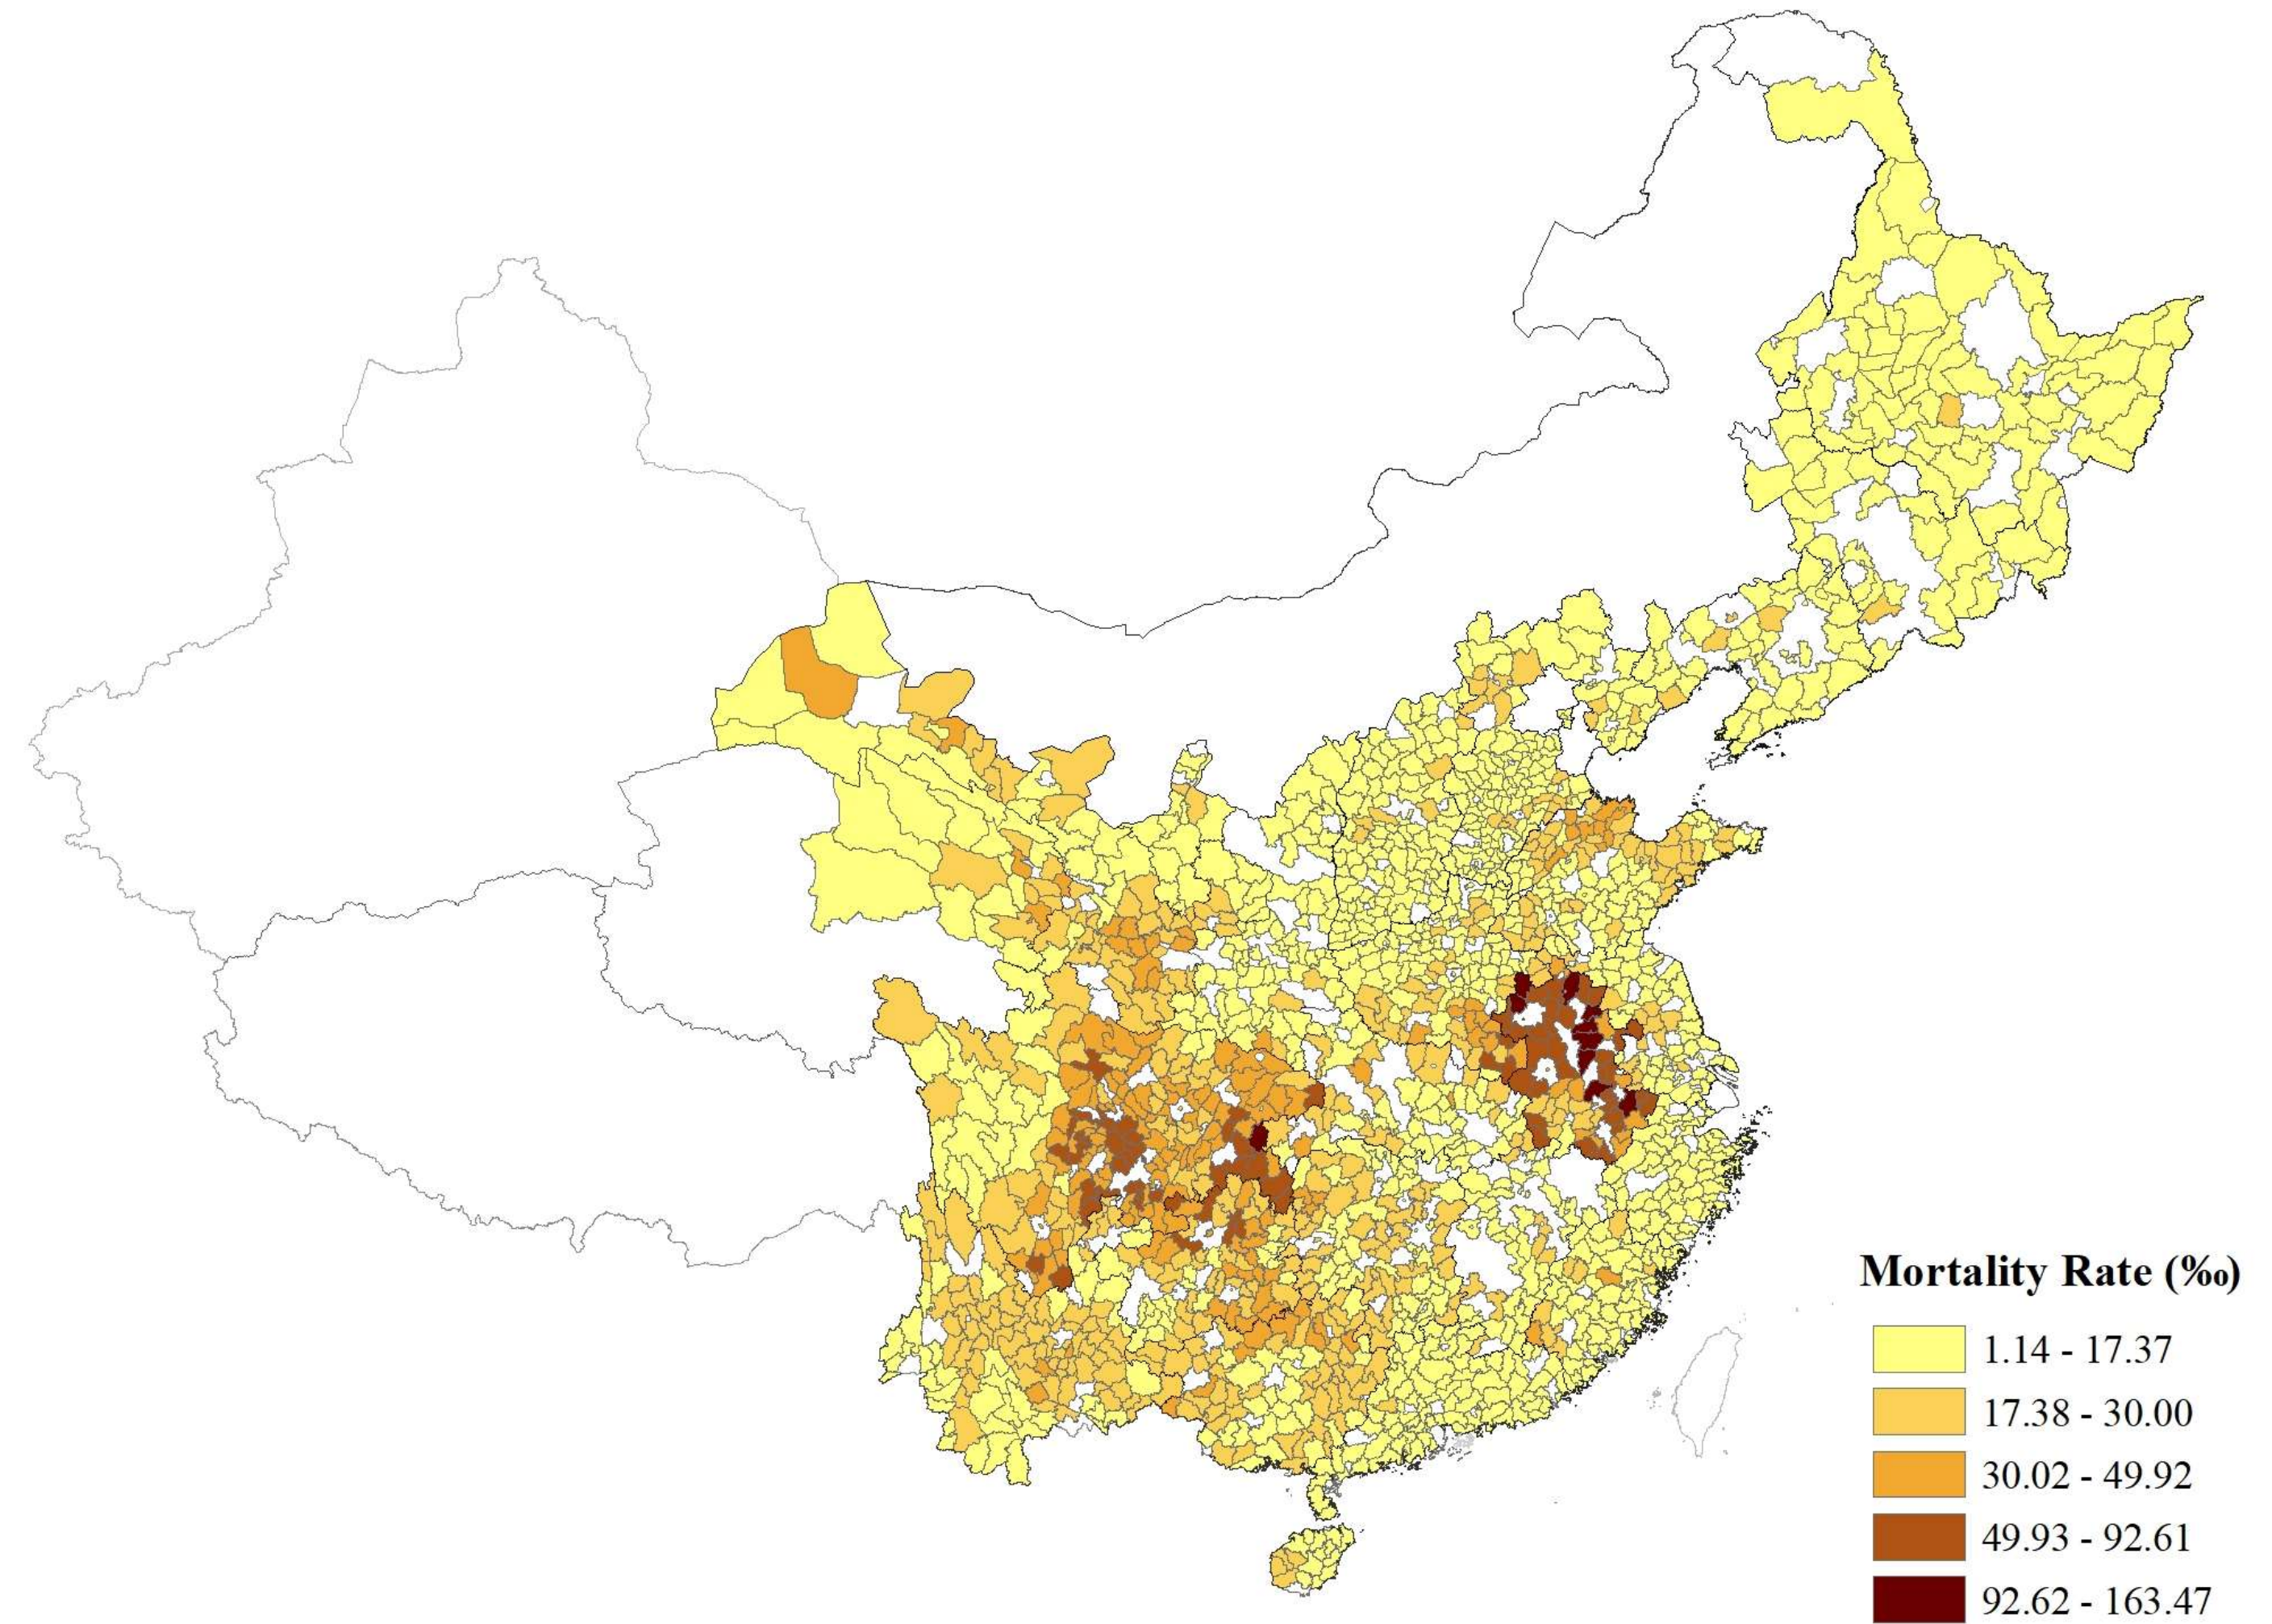 Mortality Rate (‰)
1.14 - 17.37
17.38 - 30.00
30.02 - 49.92
49.93 - 92.61
92.62 - 163.47